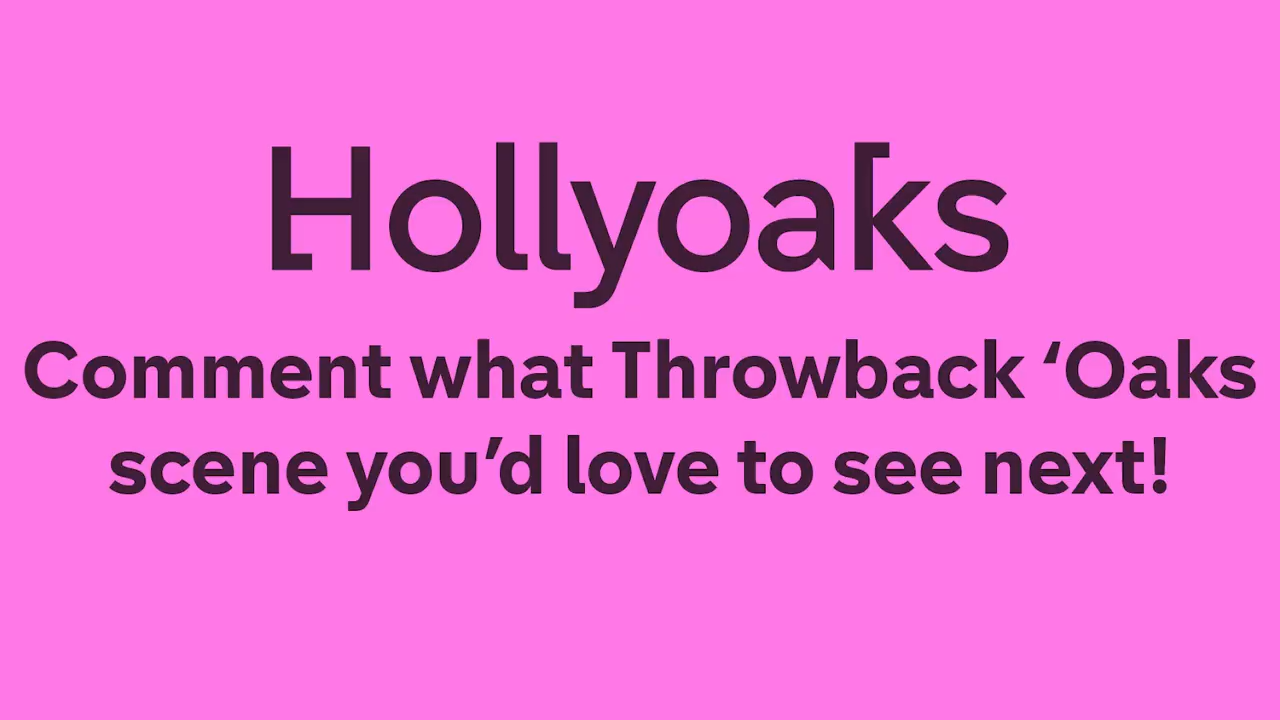 Hollyoaks
Comment what Throwback ‘Oaks
scene you’d love to see next!